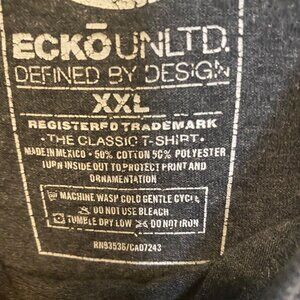 ECKŌ UNLTD.
DEFINED BY DESIGN
XXL
REGISTERED TRADEMARK
·THE CLASSIC T-SHIRT·
MADE IN MEXICO · 50% COTTON 50% POLYESTER
TURN INSIDE OUT TO PROTECT PRINT AND
ORNAMENTATION
MACHINE WASP COLD GENTLE CYCLE
DO NOT USE BLEACH
TUMBLE DRY LOW DO NOT IRON
RN93536/CA07243